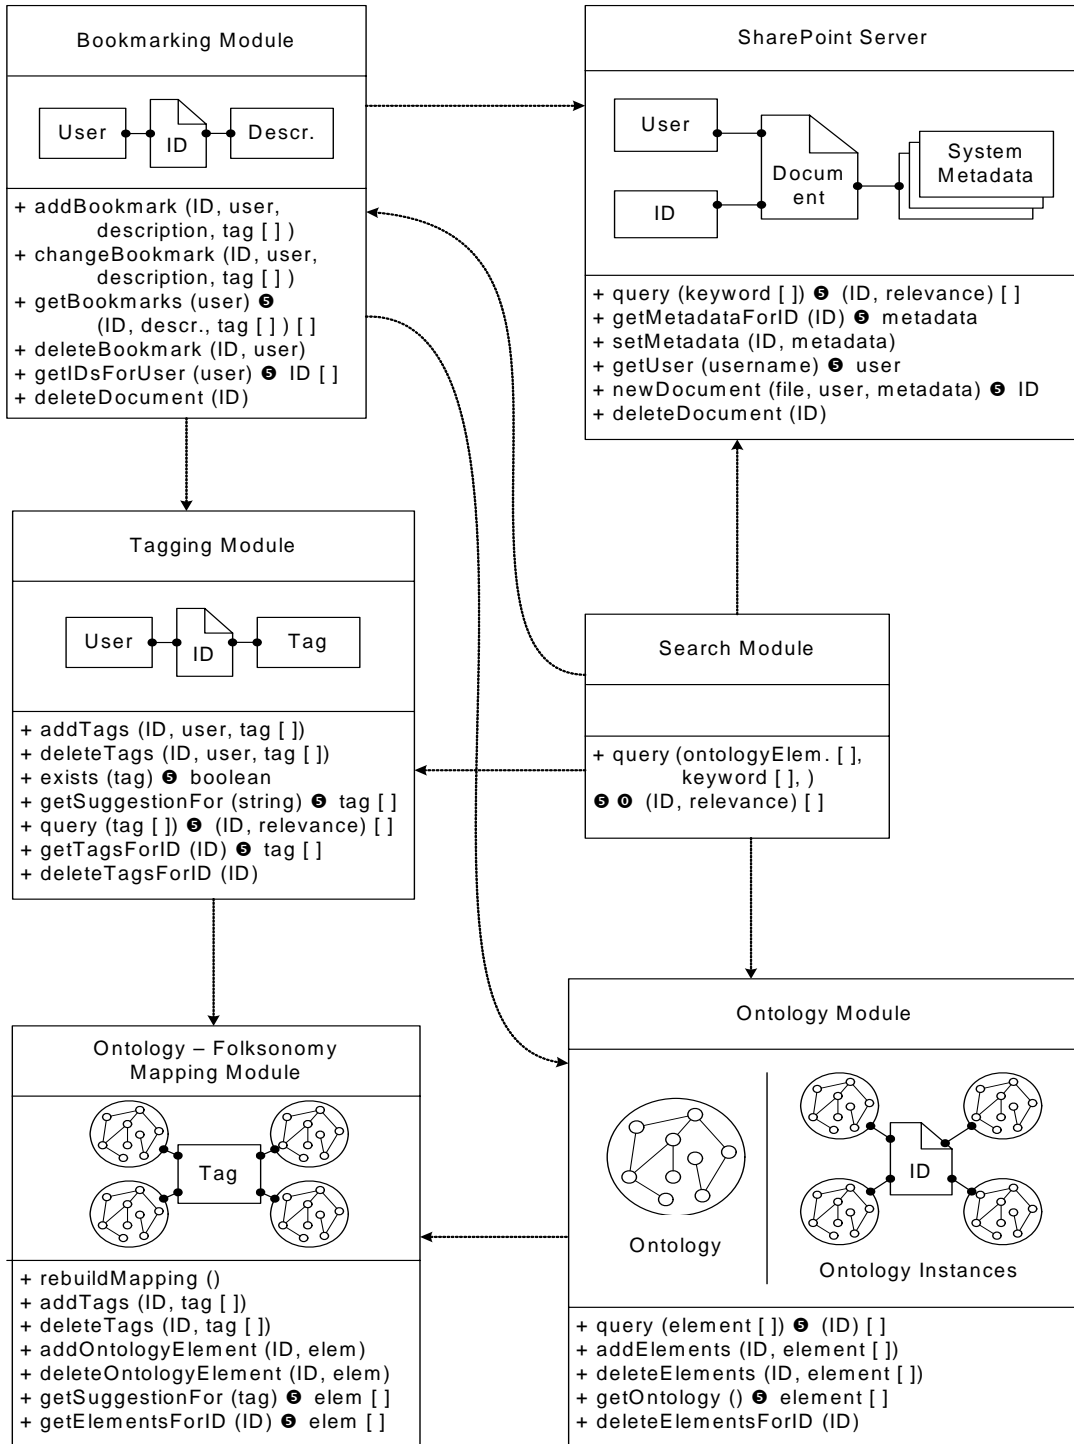 Bookmarking Module
User
ID
Descr.
+ addBookmark (ID, user,
description, tag [ ] )
+ changeBookmark (ID, user,
description, tag [ ] )
+ getBookmarks (user) ❺
(ID, descr., tag [ ] ) [ ]
+ deleteBookmark (ID, user)
+ getIDsForUser (user) ❺ ID [ ]
+ deleteDocument (ID)
SharePoint Server
User
ID
Docum
ent
System
Metadata
+ query (keyword [ ]) ❺ (ID, relevance) [ ]
+ getMetadataForID (ID) ❺ metadata
+ setMetadata (ID, metadata)
+ getUser (username) ❺ user
+ newDocument (file, user, metadata) ❺ ID
+ deleteDocument (ID)
Tagging Module
User
ID
Tag
+ addTags (ID, user, tag [ ])
+ deleteTags (ID, user, tag [ ])
+ exists (tag) ❺ boolean
+ getSuggestionFor (string) ❺ tag [ ]
+ query (tag [ ]) ❺ (ID, relevance) [ ]
+ getTagsForID (ID) ❺ tag [ ]
+ deleteTagsForID (ID)
Search Module
+ query (ontologyElem. [ ],
keyword [ ], )
❺ ⓿ (ID, relevance) [ ]
Ontology – Folksonomy
Mapping Module
Tag
+ rebuildMapping ()
+ addTags (ID, tag [ ])
+ deleteTags (ID, tag [ ])
+ addOntologyElement (ID, elem)
+ deleteOntologyElement (ID, elem)
+ getSuggestionFor (tag) ❺ elem [ ]
+ getElementsForID (ID) ❺ elem [ ]
Ontology Module
Ontology
ID
Ontology Instances
+ query (element [ ]) ❺ (ID) [ ]
+ addElements (ID, element [ ])
+ deleteElements (ID, element [ ])
+ getOntology () ❺ element [ ]
+ deleteElementsForID (ID)